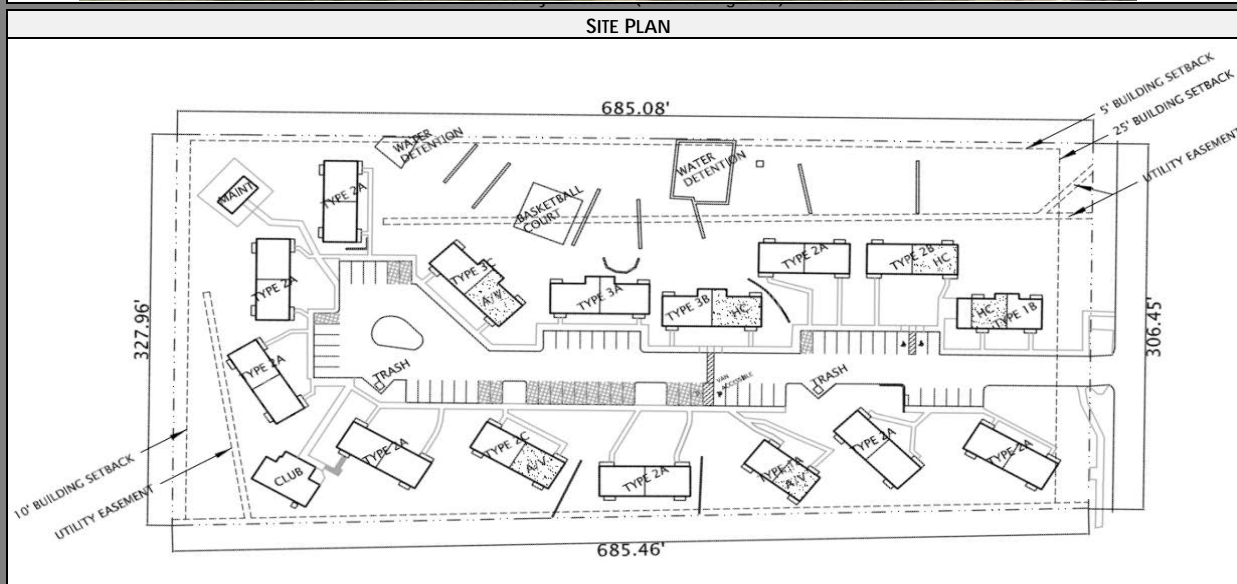 SITE PLAN
685.08'
5' BUILDING SETBACK
25' BUILDING SETBACK
UTILITY EASEMENT
WATER
DETENTION
WATER
DETENTION
MAINT
TYPE 2A
BASKETBALL
COURT
TYPE 2A
TYPE 3C
A/V
TYPE 3A
TYPE 3B
HC
TYPE 2A
TYPE 2B
HC
HC
TYPE 1B
327.96'
306.45'
TYPE 2A
TRASH
VAN
ACCESSIBLE
TRASH
TYPE 2A
TYPE 2C
A/V
TYPE 2A
TYPE 1A
A/V
TYPE 2A
TYPE 2A
CLUB
10' BUILDING SETBACK
UTILITY EASEMENT
685.46'